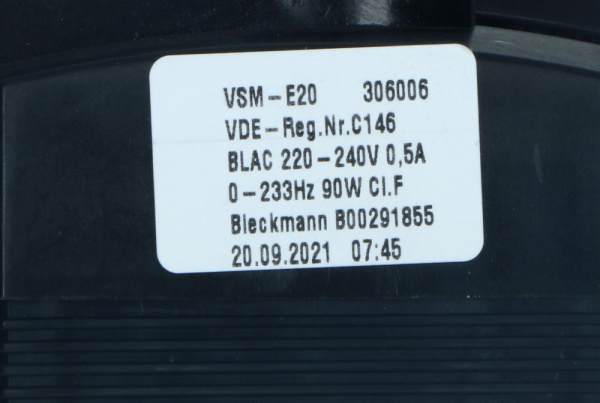 VSM-E20 306006
VDE-Reg.Nr.C146
BLAC 220-240V 0,5A
0-233Hz 90W Cl.F
Bleckmann B00291855
20.09.2021 07:45